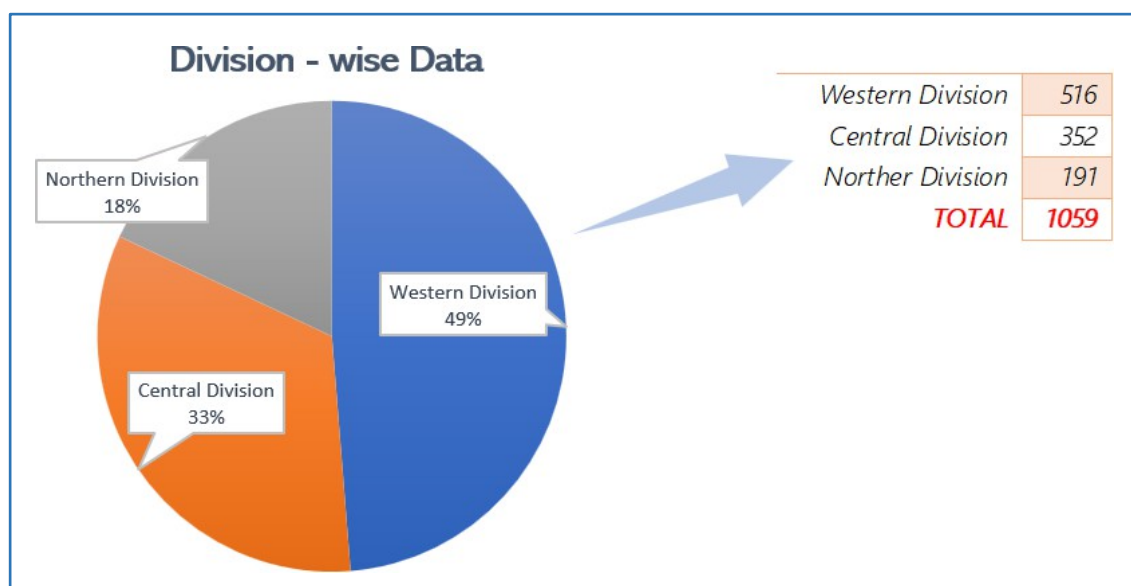 Division - wise Data
Northern Division
18%
Western Division
49%
Central Division
33%
Western Division 516
Central Division 352
Norther Division 191
TOTAL 1059